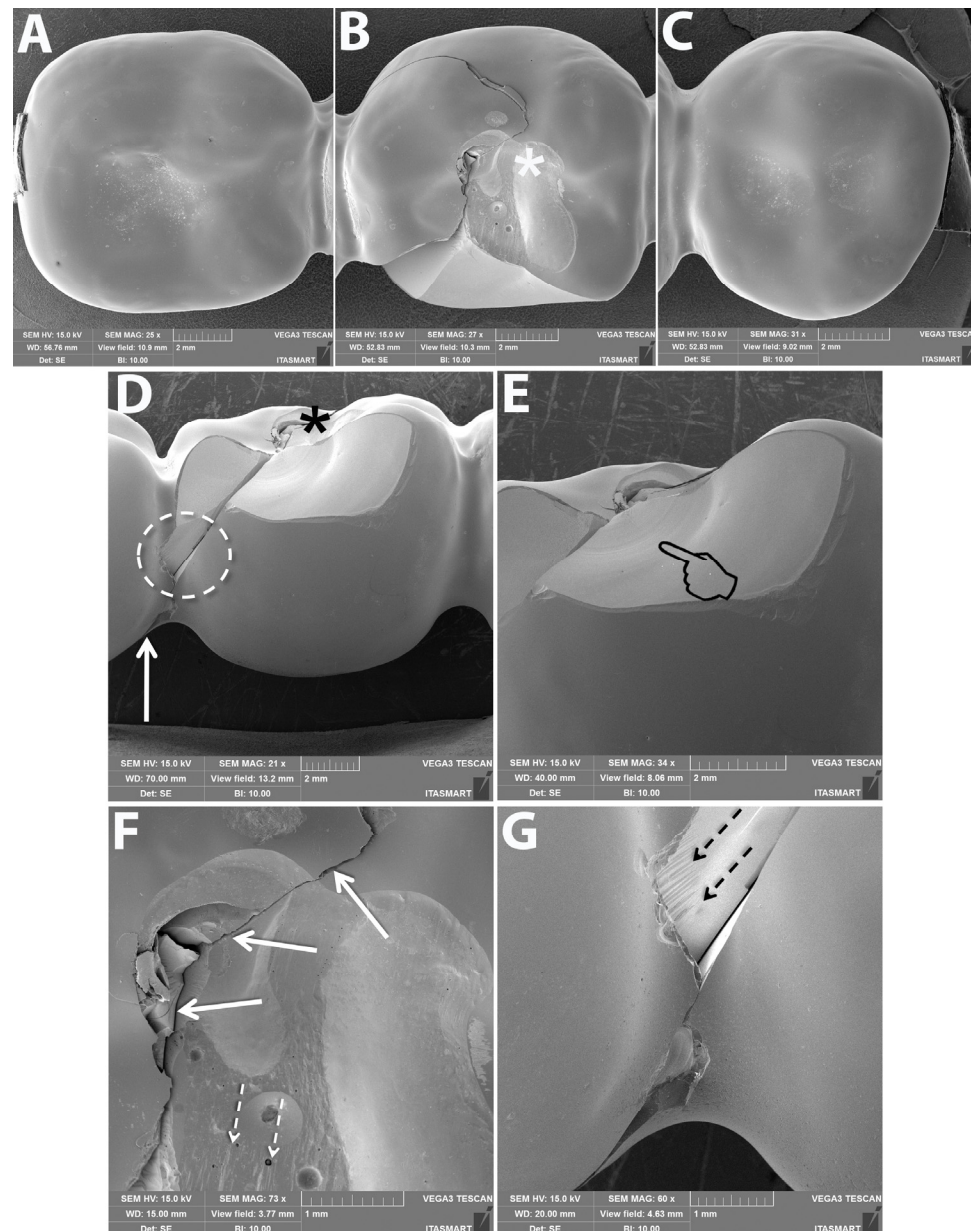 A
B
C
SEM HV: 15.0 kV SEM MAG: 25 x VEGA3 TESCAN
WD: 56.76 mm View field: 10.9 mm 2 mm
Det: SE BI: 10.00 ITASMART
SEM HV: 15.0 kV SEM MAG: 27 x VEGA3 TESCAN
WD: 52.83 mm View field: 10.3 mm 2 mm
Det: SE BI: 10.00 ITASMART
SEM HV: 15.0 kV SEM MAG: 31 x VEGA3 TESCAN
WD: 52.83 mm View field: 9.02 mm 2 mm
Det: SE BI: 10.00 ITASMART
D
*
E
SEM HV: 15.0 kV SEM MAG: 21 x VEGA3 TESCAN
WD: 70.00 mm View field: 13.2 mm 2 mm
Det: SE BI: 10.00 ITASMART
SEM HV: 15.0 kV SEM MAG: 34 x VEGA3 TESCAN
WD: 40.00 mm View field: 8.06 mm 2 mm
Det: SE BI: 10.00 ITASMART
F
G
SEM HV: 15.0 kV SEM MAG: 73 x VEGA3 TESCAN
WD: 15.00 mm View field: 3.77 mm 1 mm
Det: SE BI: 10.00 ITASMART
SEM HV: 15.0 kV SEM MAG: 60 x VEGA3 TESCAN
WD: 20.00 mm View field: 4.63 mm 1 mm
Det: SE BI: 10.00 ITASMART